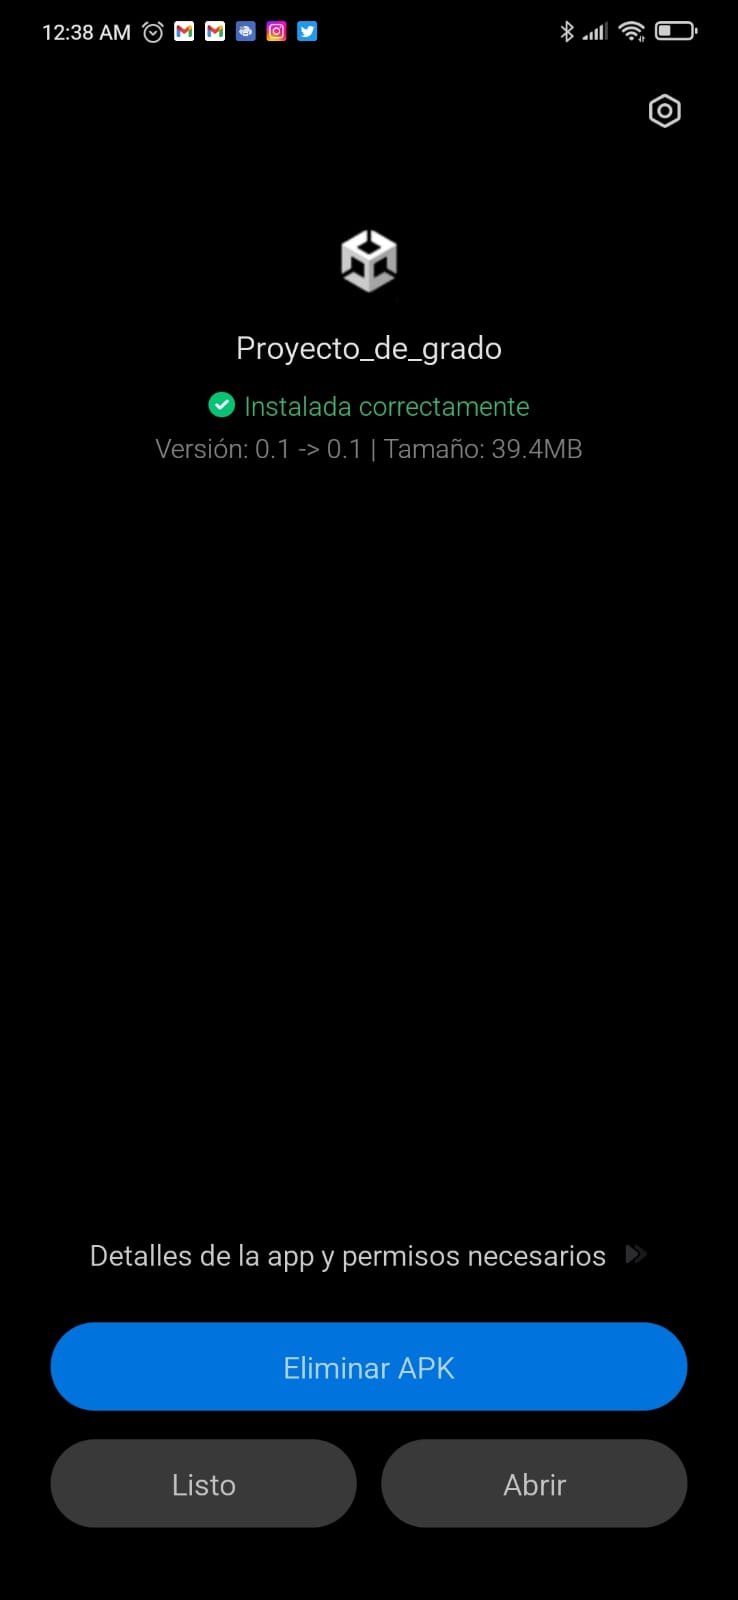 12:38 AM
Proyecto_de_grado
Instalada correctamente
Versión: 0.1 -> 0.1 | Tamaño: 39.4MB
Detalles de la app y permisos necesarios
Eliminar APK
Listo
Abrir